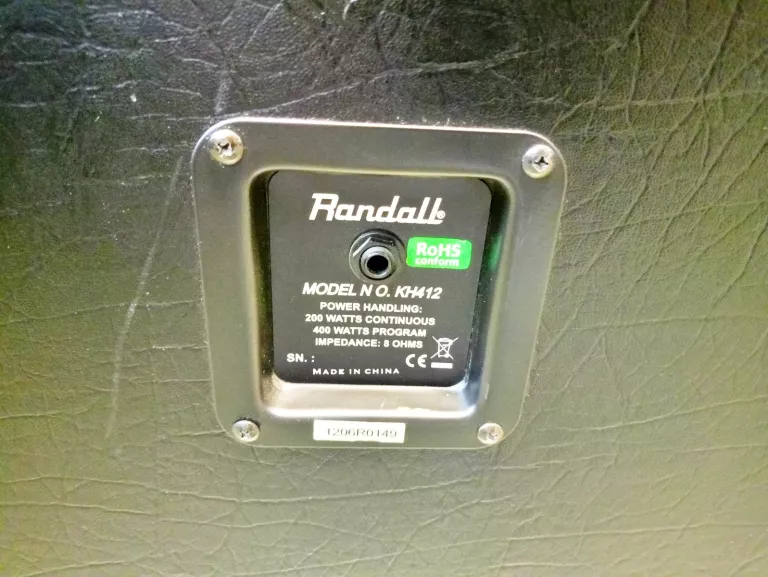 Randall®
RoHS
conform
MODEL N O. KH412
POWER HANDLING:
200 WATTS CONTINUOUS
400 WATTS PROGRAM
IMPEDANCE: 8 OHMS
SN. :
CE
MADE IN CHINA
1206R0149